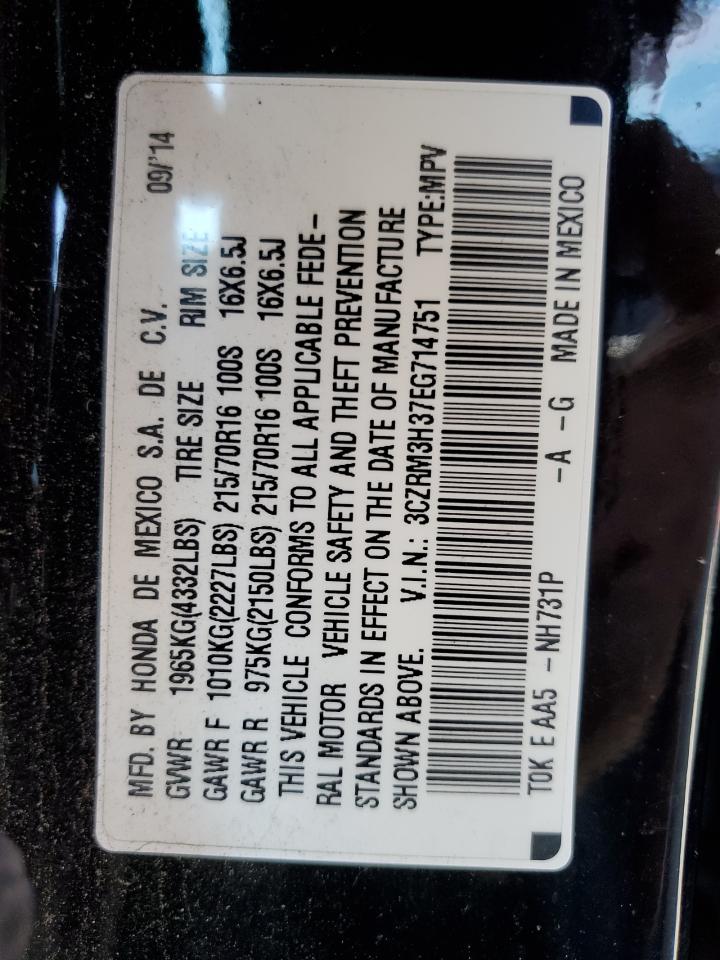 MFD. BY HONDA DE MEXICO S.A. DE C.V. 09/'14
GVWR 1965KG(4332LBS) TIRE SIZE RIM SIZE
GAWR F 1010KG(2227LBS) 215/70R16 100S 16X6.5J
GAWR R 975KG(2150LBS) 215/70R16 100S 16X6.5J
THIS VEHICLE CONFORMS TO ALL APPLICABLE FEDE-
RAL MOTOR VEHICLE SAFETY AND THEFT PREVENTION
STANDARDS IN EFFECT ON THE DATE OF MANUFACTURE
SHOWN ABOVE. V.I.N.: 3CZRM3H37EG714751 TYPE:MPV
T0K E AA5 -NH731P -A -G MADE IN MEXICO